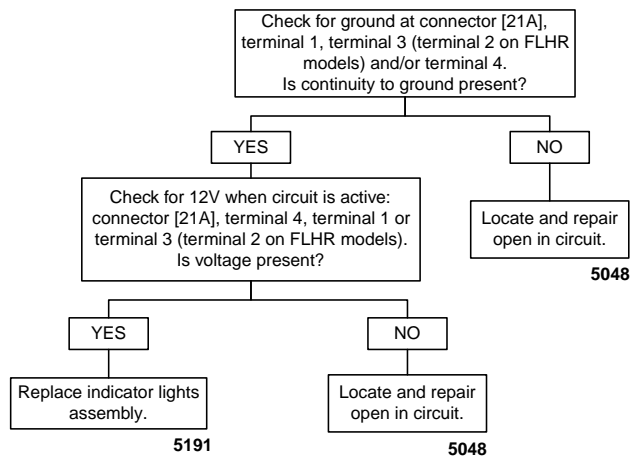 Check for ground at connector [21A],
terminal 1, terminal 3 (terminal 2 on FLHR
models) and/or terminal 4.
Is continuity to ground present?
YES
NO
Check for 12V when circuit is active:
connector [21A], terminal 4, terminal 1 or
terminal 3 (terminal 2 on FLHR models).
Is voltage present?
Locate and repair
open in circuit.
5048
YES
NO
Replace indicator lights
assembly.
5191
Locate and repair
open in circuit.
5048